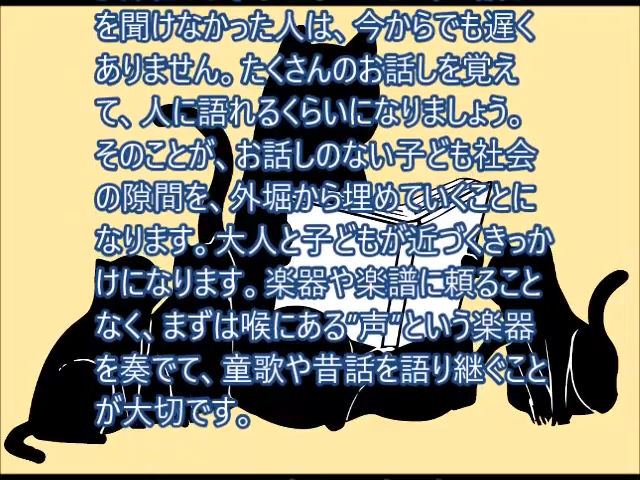 を聞けなかった人は、今からでも遅く
ありません。たくさんのお話しを覚え
て、人に語れるくらいになりましょう。
そのことが、お話しのない子ども社会
の隙間を、外堀から埋めていくことに
なります。大人と子どもが近づくきっか
けになります。楽器や楽譜に頼ること
なく、まずは喉にある"声"という楽器
を奏でて、童歌や昔話を語り継ぐこと
が大切です。